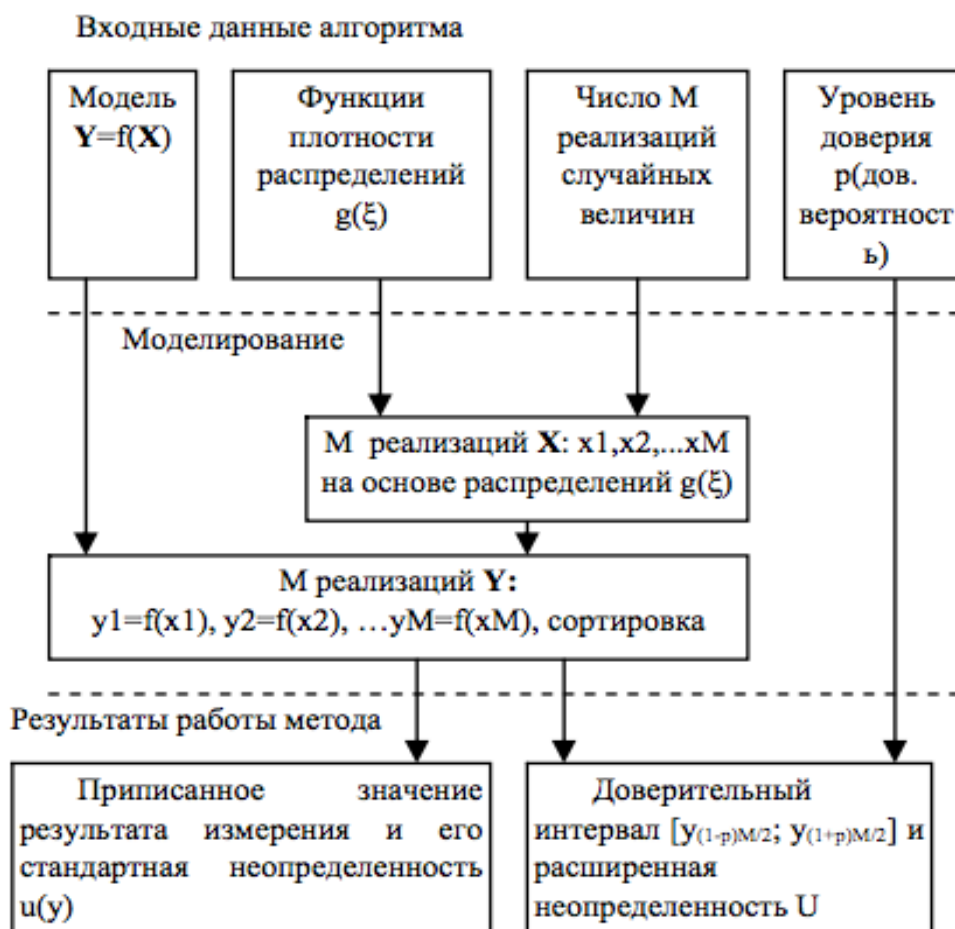 Входные данные алгоритма
Модель
Y=f(X)
Функции
плотности
распределений
g(ξ)
Число М
реализаций
случайных
величин
Уровень
доверия
р(дов.
вероятност
ь)
Моделирование
М реализаций X: x1,x2,...xM
на основе распределений g(ξ)
М реализаций Y:
y1=f(x1), y2=f(x2), …yM=f(xM), сортировка
Результаты работы метода
Приписанное значение
результата измерения и его
стандартная неопределенность
u(y)
Доверительный
интервал [y(1-p)M/2; y(1+p)M/2] и
расширенная
неопределенность U